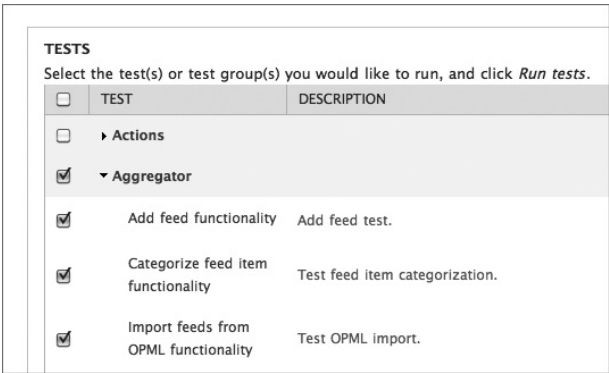 TESTS
Select the test(s) or test group(s) you would like to run, and click Run tests.
TEST DESCRIPTION
Actions
Aggregator
Add feed functionality Add feed test.
Categorize feed item
functionality
Test feed item categorization.
Import feeds from
OPML functionality
Test OPML import.